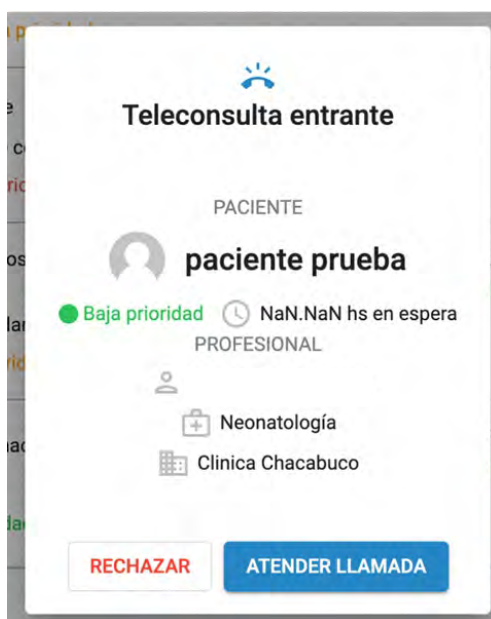 Teleconsulta entrante
PACIENTE
paciente prueba
Baja prioridad NaN.NaN hs en espera
PROFESIONAL
Neonatología
Clinica Chacabuco
RECHAZAR ATENDER LLAMADA